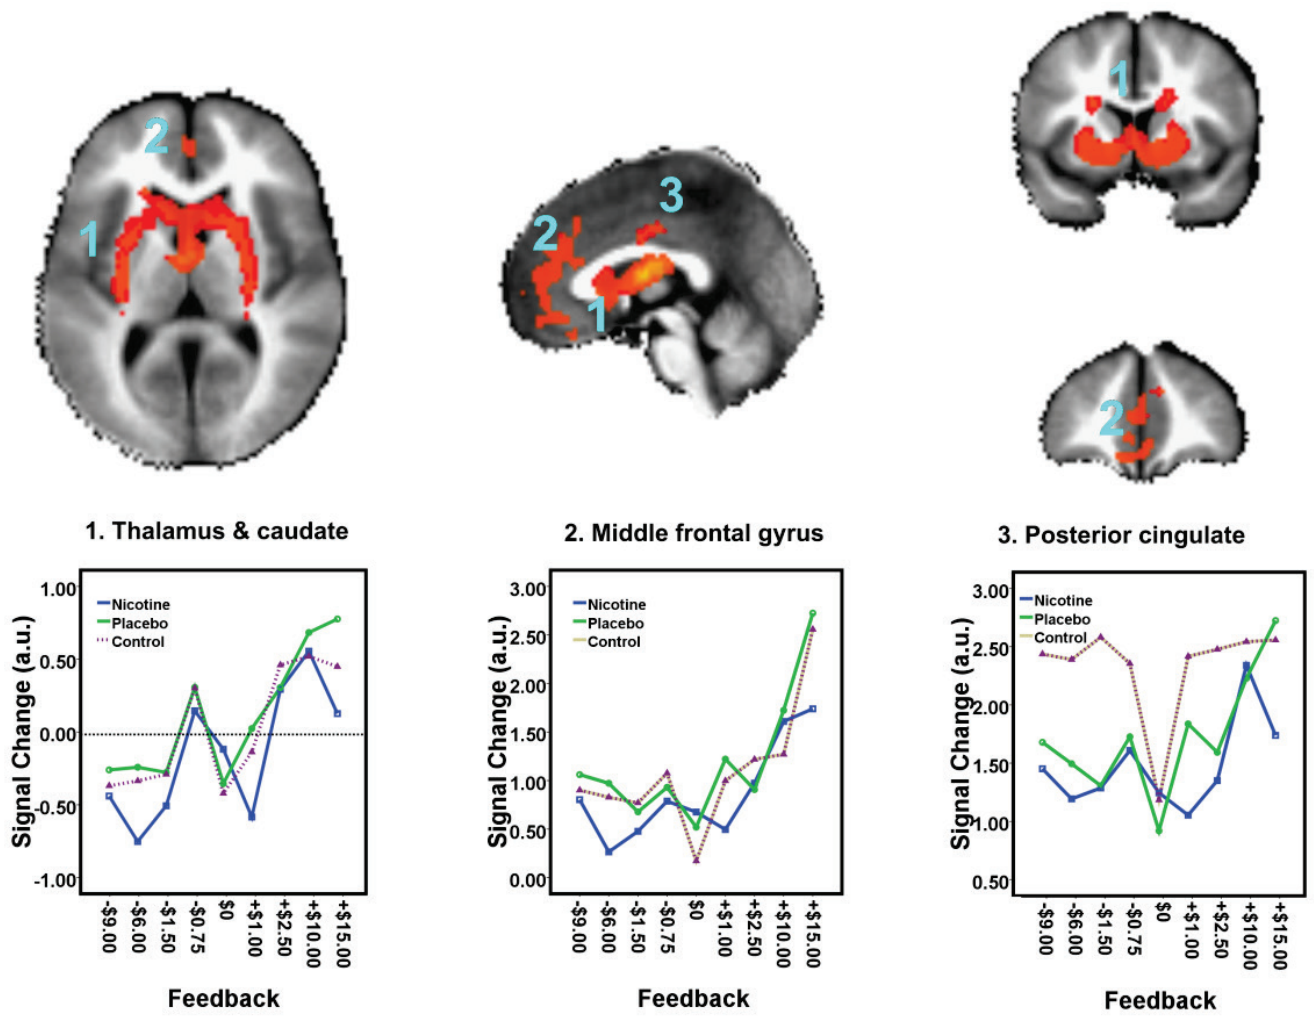 2
1
3
2
1
1
2
1. Thalamus & caudate
2. Middle frontal gyrus
3. Posterior cingulate
Signal Change (a.u.)
1.00
0.50
0.00
-0.50
-1.00
Nicotine
Placebo
Control
-$9.00
-$6.00
-$1.50
-$0.75
$0
+$1.00
+$2.50
+$10.00
+$15.00
Feedback
Signal Change (a.u.)
3.00
2.50
2.00
1.50
1.00
0.50
0.00
Nicotine
Placebo
Control
-$9.00
-$6.00
-$1.50
-$0.75
$0
+$1.00
+$2.50
+$10.00
+$15.00
Feedback
Signal Change (a.u.)
3.00
2.50
2.00
1.50
1.00
0.50
Nicotine
Placebo
Control
-$9.00
-$6.00
-$1.50
-$0.75
$0
+$1.00
+$2.50
+$10.00
+$15.00
Feedback